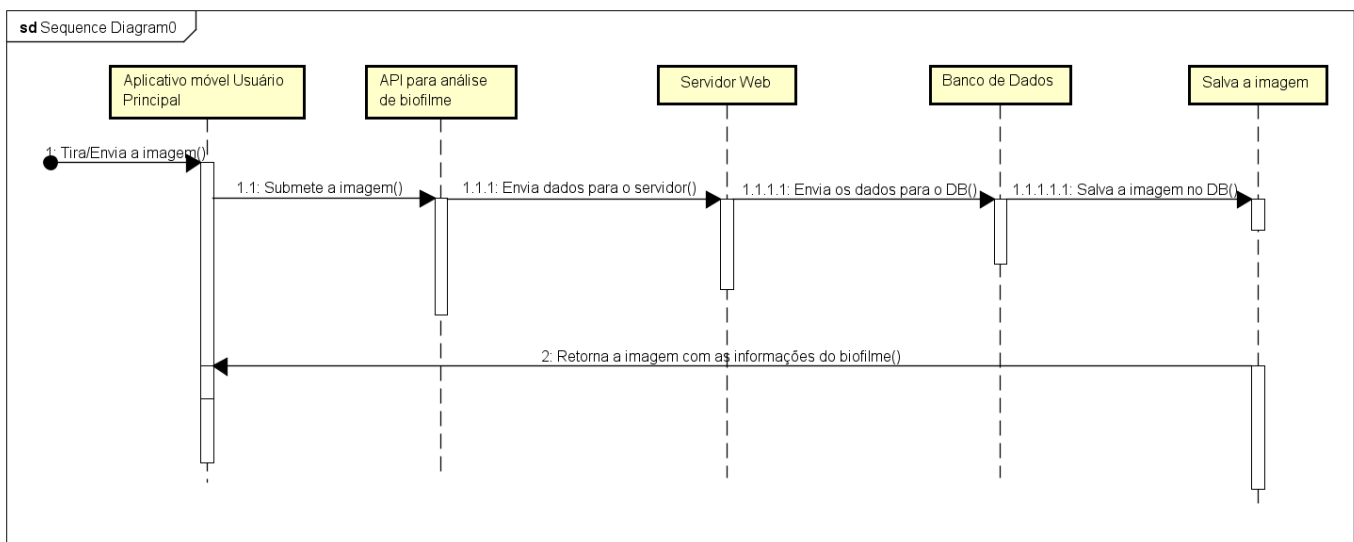 sd Sequence Diagram0
Aplicativo móvel Usuário
Principal
API para análise
de biofilme
Servidor Web
Banco de Dados
Salva a imagem
1: Tira/Envia a imagem()
1.1: Submete a imagem()
1.1.1: Envia dados para o servidor()
1.1.1.1: Envia os dados para o DB()
1.1.1.1.1: Salva a imagem no DB()
2: Retorna a imagem com as informações do biofilme()